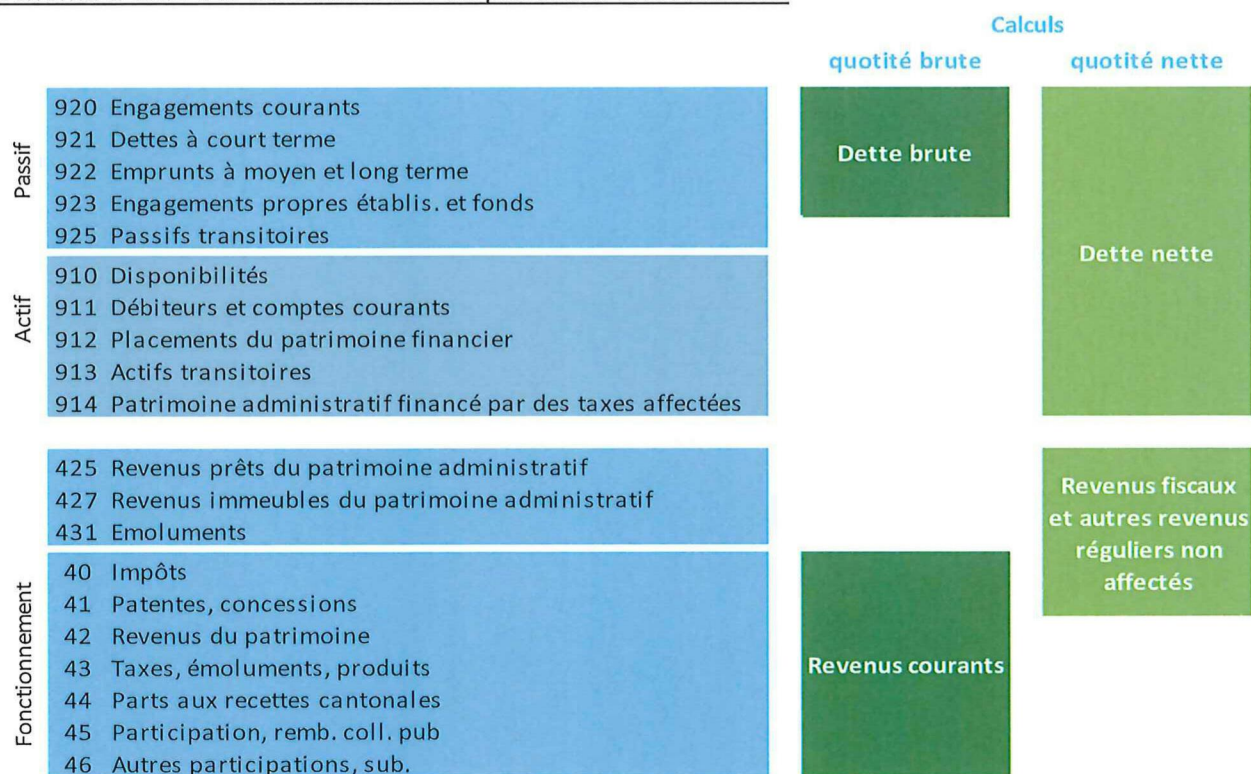 Calculs
quotité brute quotité nette
Passif
920 Engagements courants
921 Dettes à court terme
922 Emprunts à moyen et long terme
923 Engagements propres établis. et fonds
925 Passifs transitoires
Dette brute
Dette nette
Actif
910 Disponibilités
911 Débiteurs et comptes courants
912 Placements du patrimoine financier
913 Actifs transitoires
914 Patrimoine administratif financé par des taxes affectées
425 Revenus prêts du patrimoine administratif
427 Revenus immeubles du patrimoine administratif
431 Emoluments
Revenus fiscaux
et autres revenus
réguliers non
affectés
Fonctionnement
40 Impôts
41 Patentes, concessions
42 Revenus du patrimoine
43 Taxes, émoluments, produits
44 Parts aux recettes cantonales
45 Participation, remb. coll. pub
46 Autres participations, sub.
Revenus courants